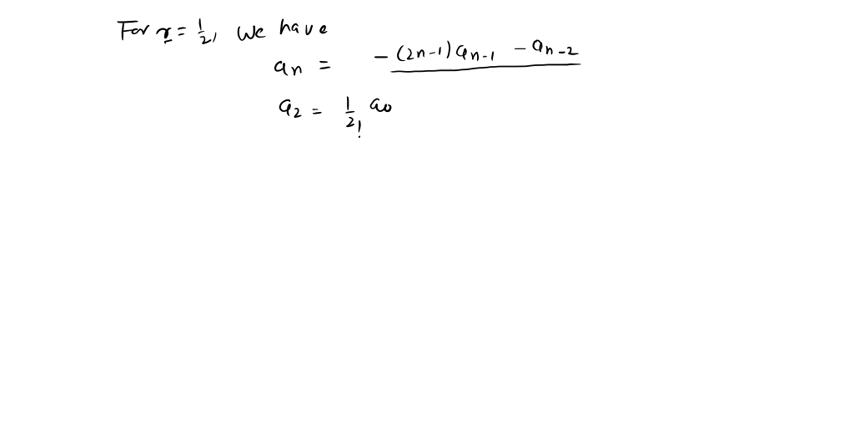 For r = 1/2, we have
aₙ = -(2n-1)aₙ₋₁ - aₙ₋₂
a₂ = 1/2! a₀